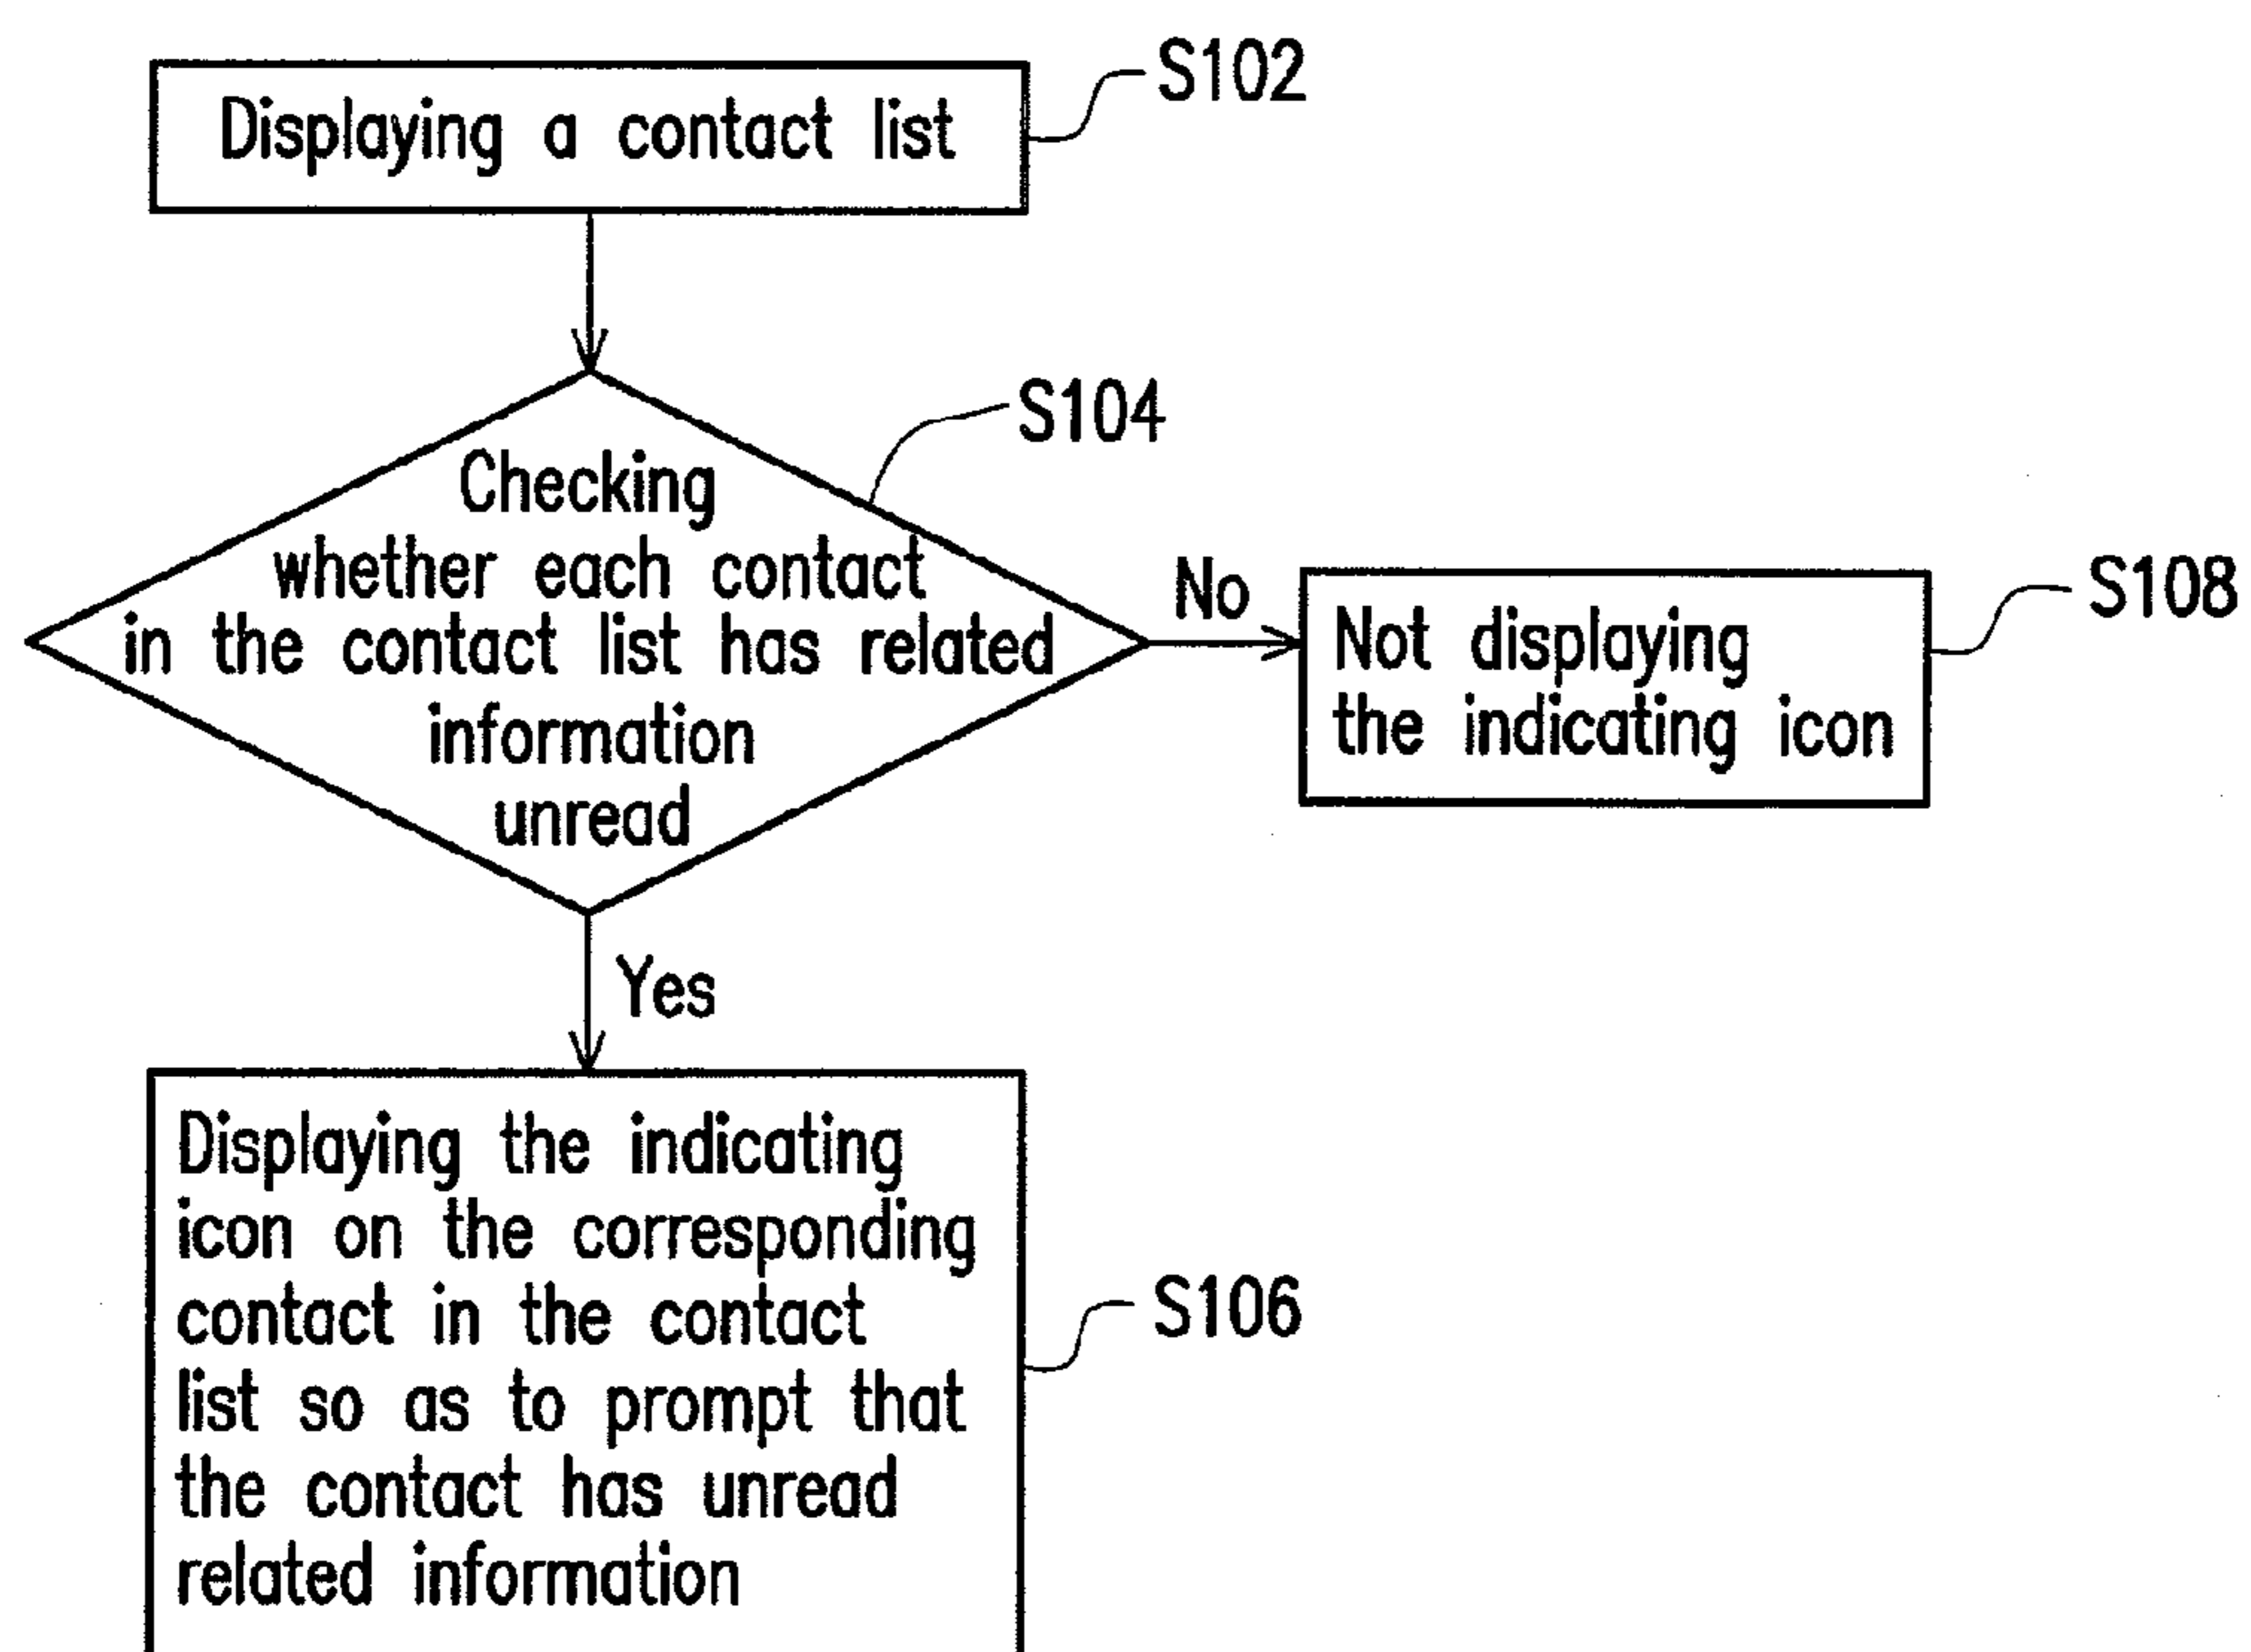 Displaying a contact list
S102
S104
Checking
whether each contact
in the contact list has related
information
unread
No
Not displaying
the indicating icon
S108
Yes
Displaying the indicating
icon on the corresponding
contact in the contact
list so as to prompt that
the contact has unread
related information
S106